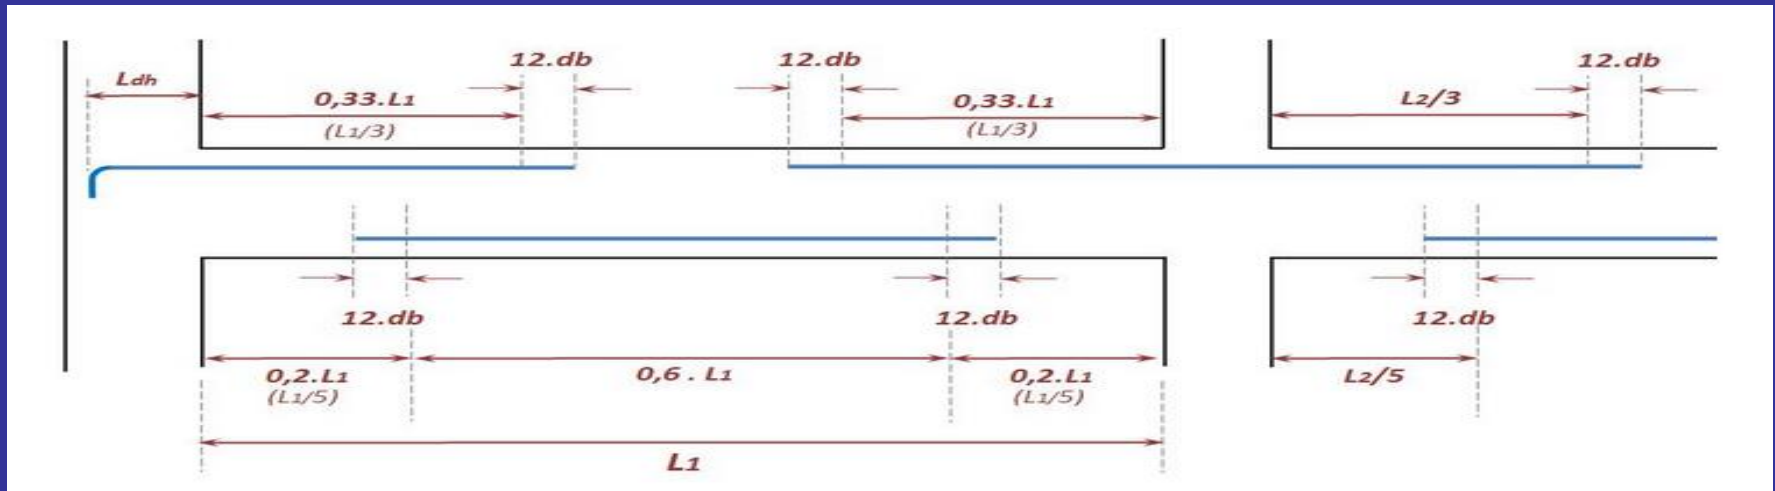 12.db
12.db
12.db
Ldh
0,33.L1
(L1/3)
0,33.L1
(L1/3)
L2/3
12.db
12.db
12.db
0,2.L1
(L1/5)
0,6 . L1
0,2.L1
(L1/5)
L2/5
L1